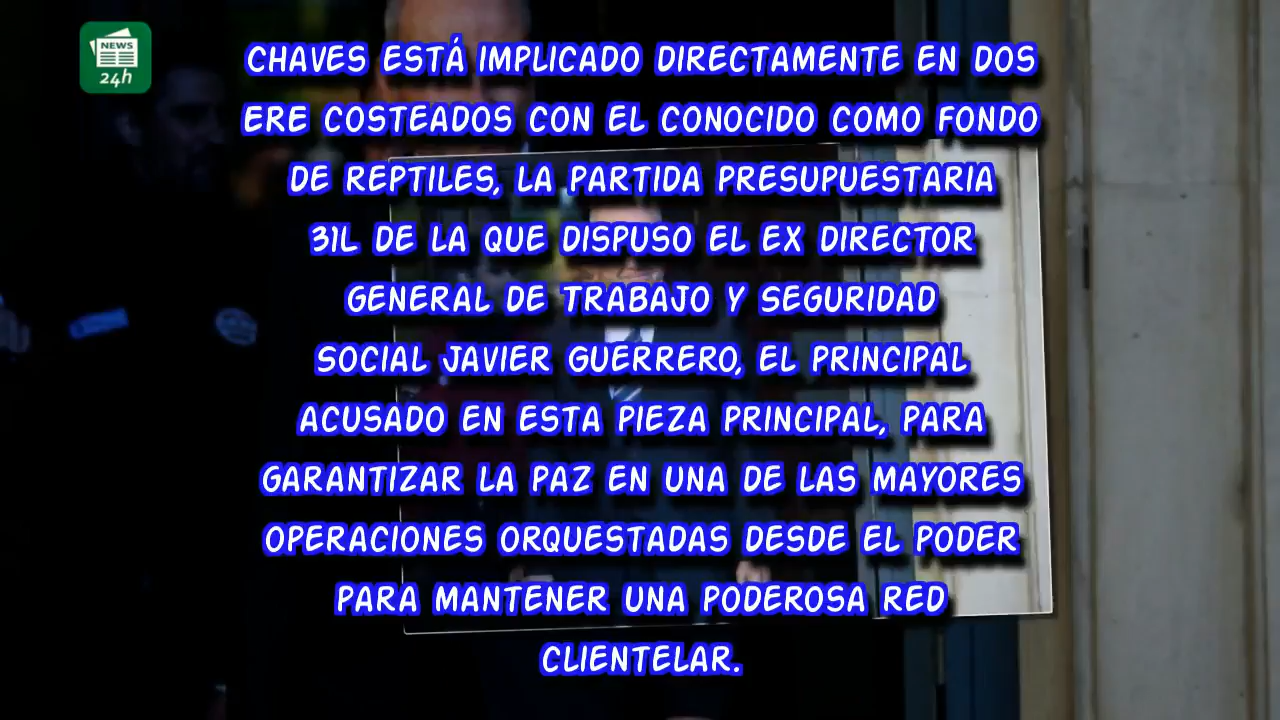 NEWS
24h
CHAVES ESTÁ IMPLICADO DIRECTAMENTE EN DOS
ERE COSTEADOS CON EL CONOCIDO COMO FONDO
DE REPTILES, LA PARTIDA PRESUPUESTARIA
31L DE LA QUE DISPUSO EL EX DIRECTOR
GENERAL DE TRABAJO Y SEGURIDAD
SOCIAL JAVIER GUERRERO, EL PRINCIPAL
ACUSADO EN ESTA PIEZA PRINCIPAL, PARA
GARANTIZAR LA PAZ EN UNA DE LAS MAYORES
OPERACIONES ORQUESTADAS DESDE EL PODER
PARA MANTENER UNA PODEROSA RED
CLIENTELAR.